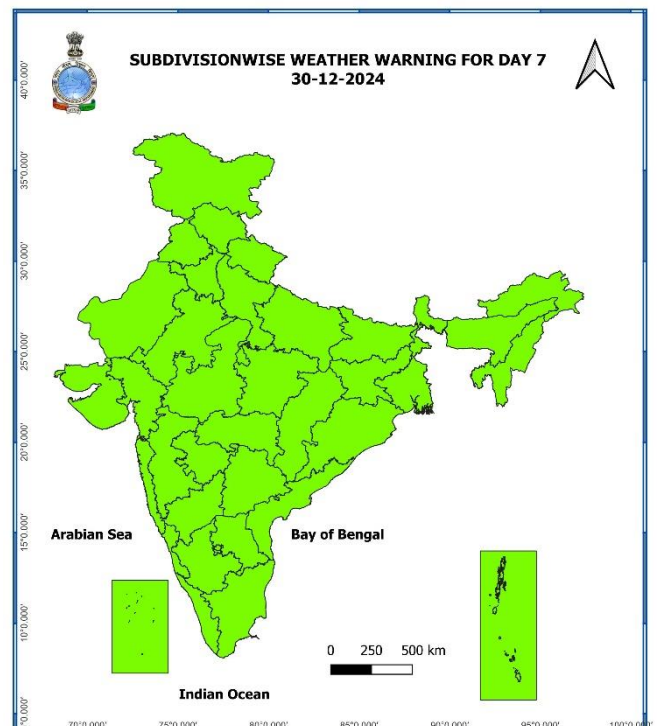 SUBDIVISIONWISE WEATHER WARNING FOR DAY 7
30-12-2024
40°0.000'
35°0.000'
30°0.000'
25°0.000'
20°0.000'
15°0.000'
10°0.000'
Arabian Sea
Bay of Bengal
0 250 500 km
Indian Ocean
70°0.000' 75°0.000' 80°0.000' 85°0.000' 90°0.000' 95°0.000' 100°0.000'